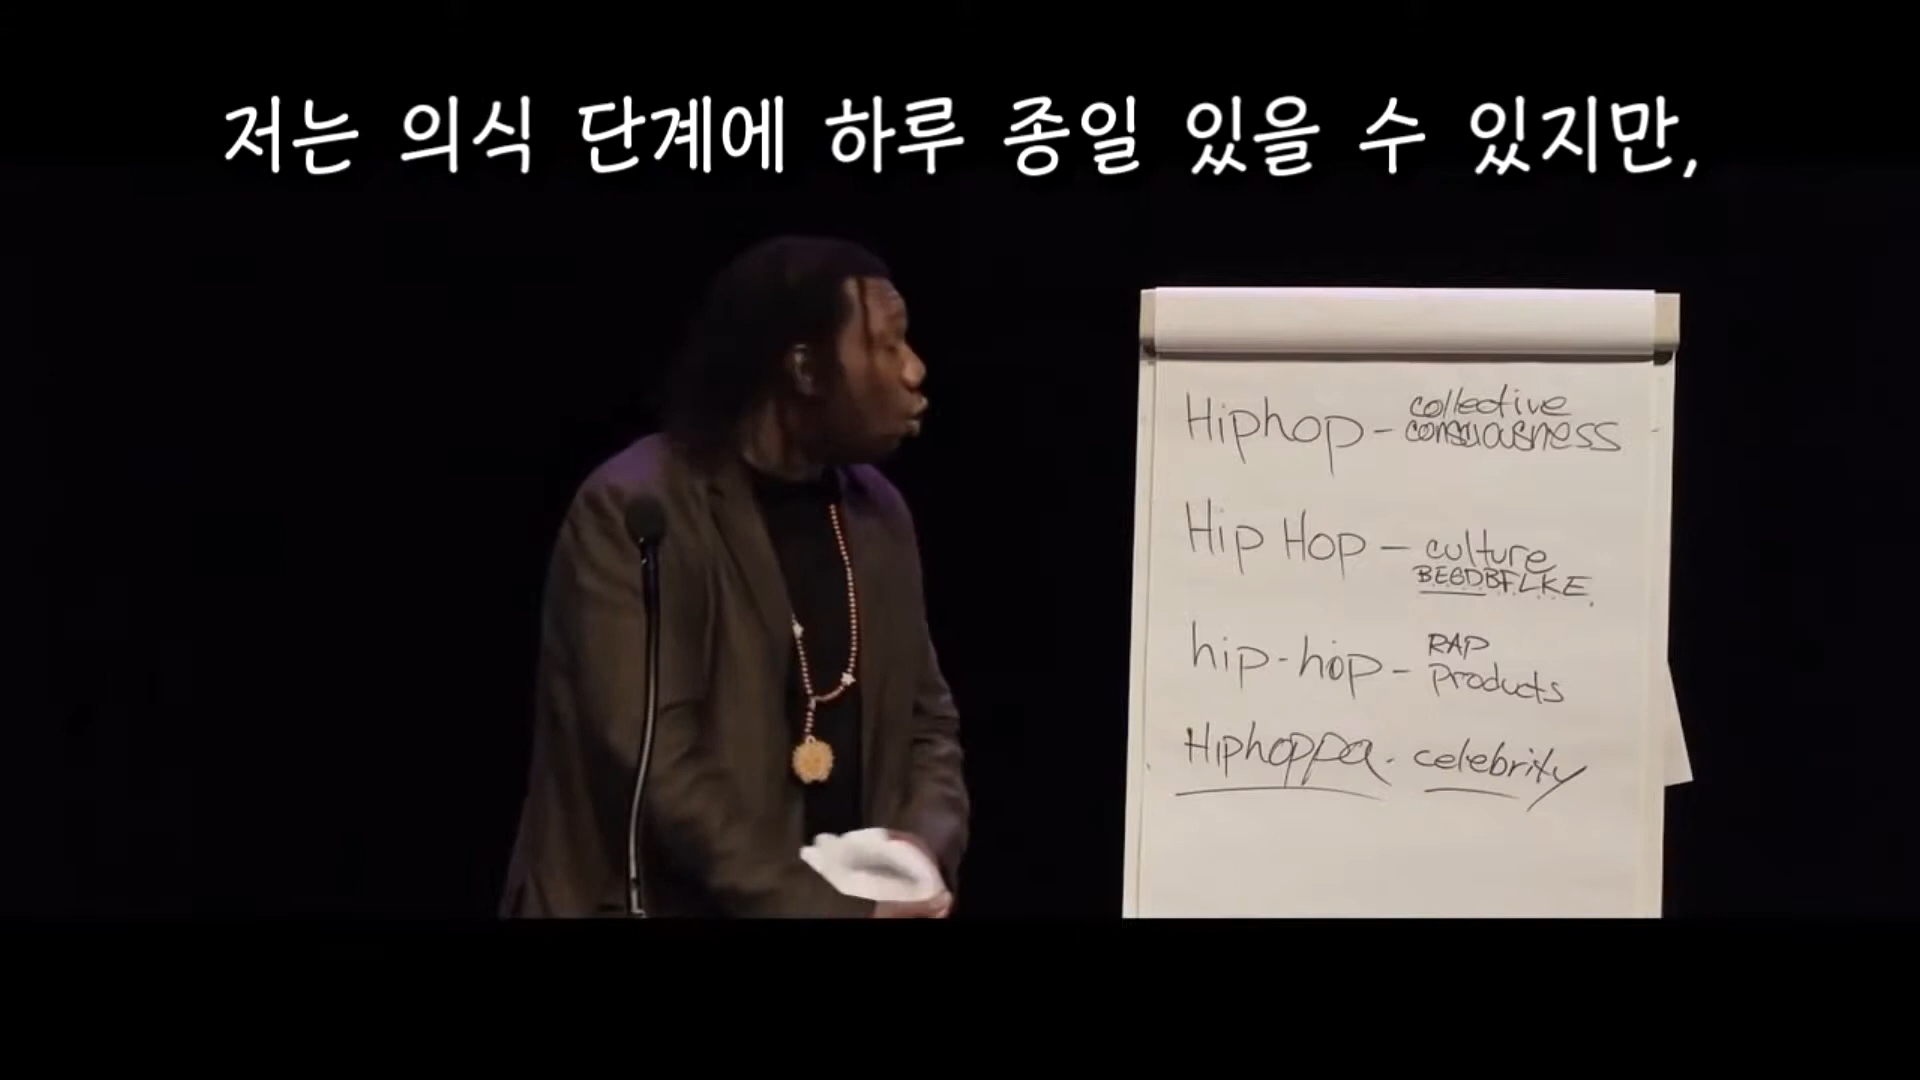 저는 의식 단계에 하루 종일 있을 수 있지만,
Hiphop - collective
consciousness
Hip Hop - culture
BEGDBFLKE.
hip-hop - RAP
Products
Hiphoppa. celebrity